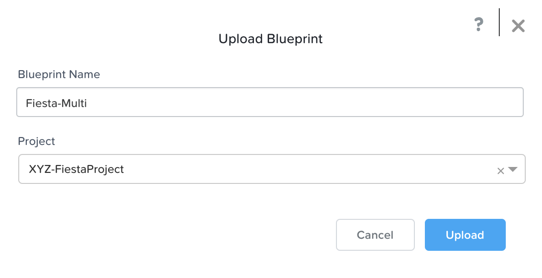 ?
Upload Blueprint
Blueprint Name
Fiesta-Multi
Project
XYZ-FiestaProject
Cancel
Upload